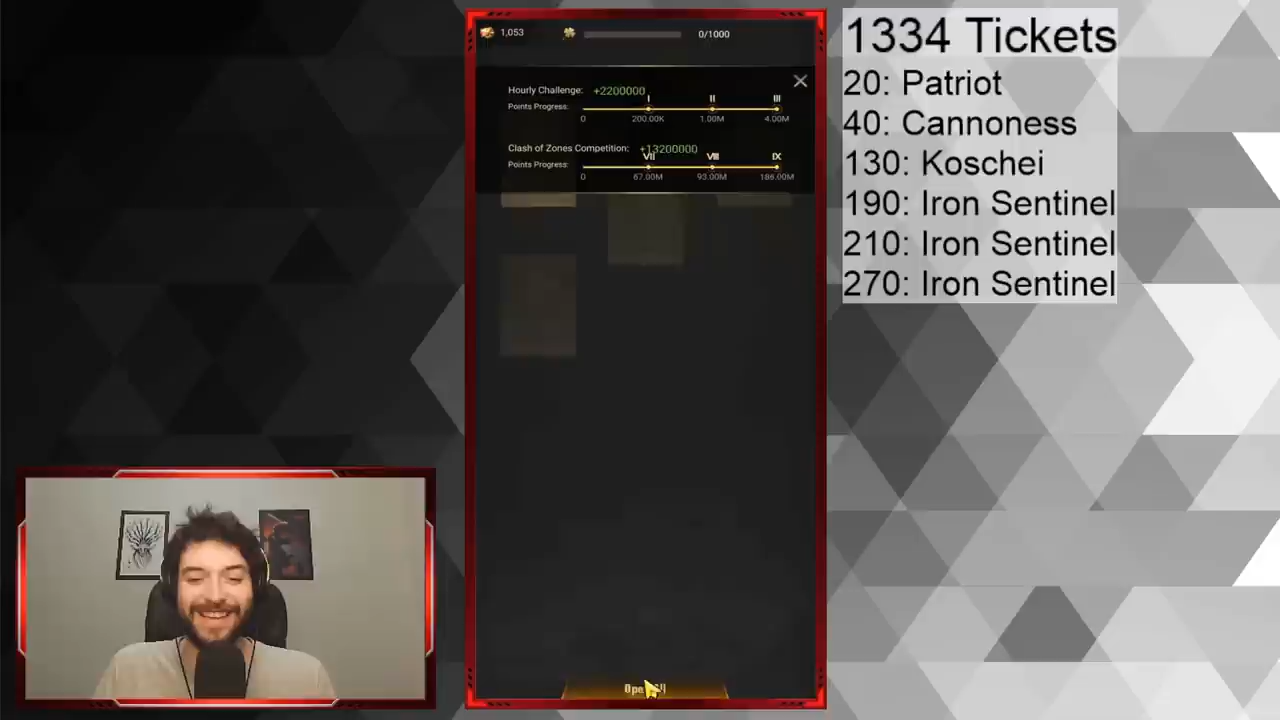 1,053
0/1000
Hourly Challenge: +2200000
Points Progress:
I II III
0 200.00K 1.00M 4.00M
Clash of Zones Competition: +13200000
Points Progress:
VII VIII IX
0 67.00M 93.00M 186.00M
1334 Tickets
20: Patriot
40: Cannoness
130: Koschei
190: Iron Sentinel
210: Iron Sentinel
270: Iron Sentinel